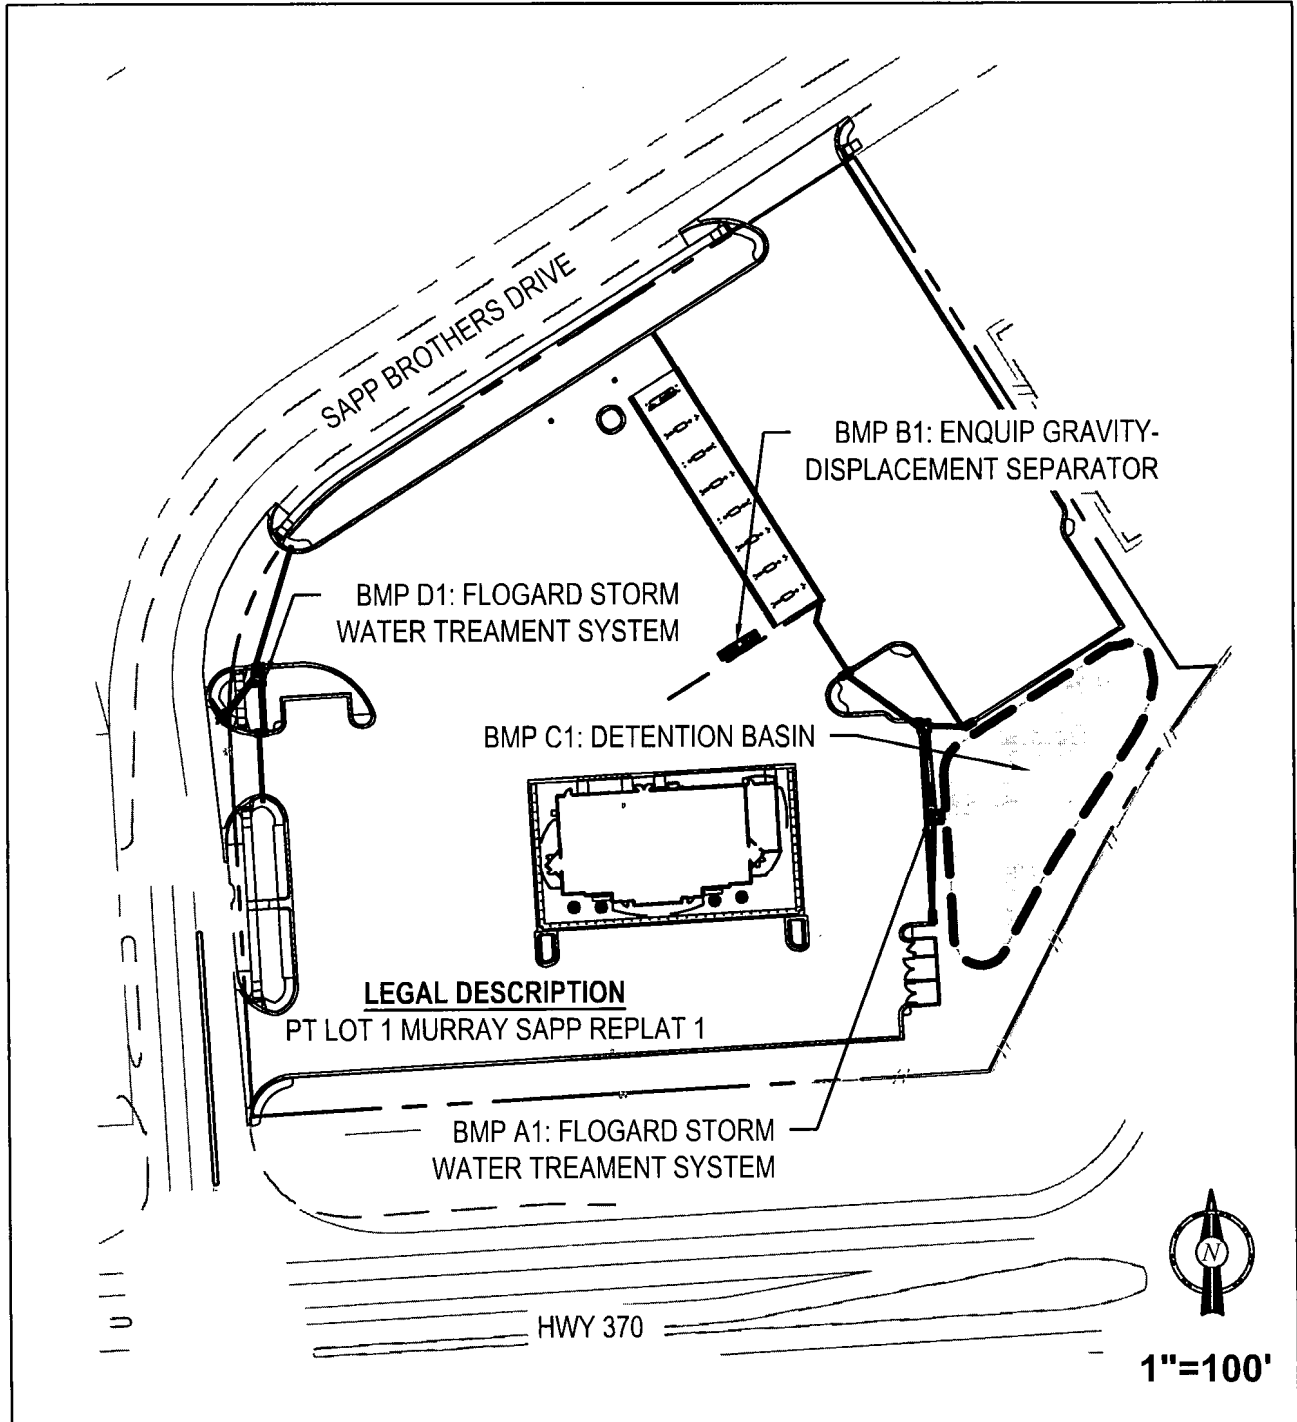 SAPP BROTHERS DRIVE
BMP B1: ENQUIP GRAVITY-
DISPLACEMENT SEPARATOR
BMP D1: FLOGARD STORM
WATER TREAMENT SYSTEM
BMP C1: DETENTION BASIN
LEGAL DESCRIPTION
PT LOT 1 MURRAY SAPP REPLAT 1
BMP A1: FLOGARD STORM
WATER TREAMENT SYSTEM
N
HWY 370
1"=100'